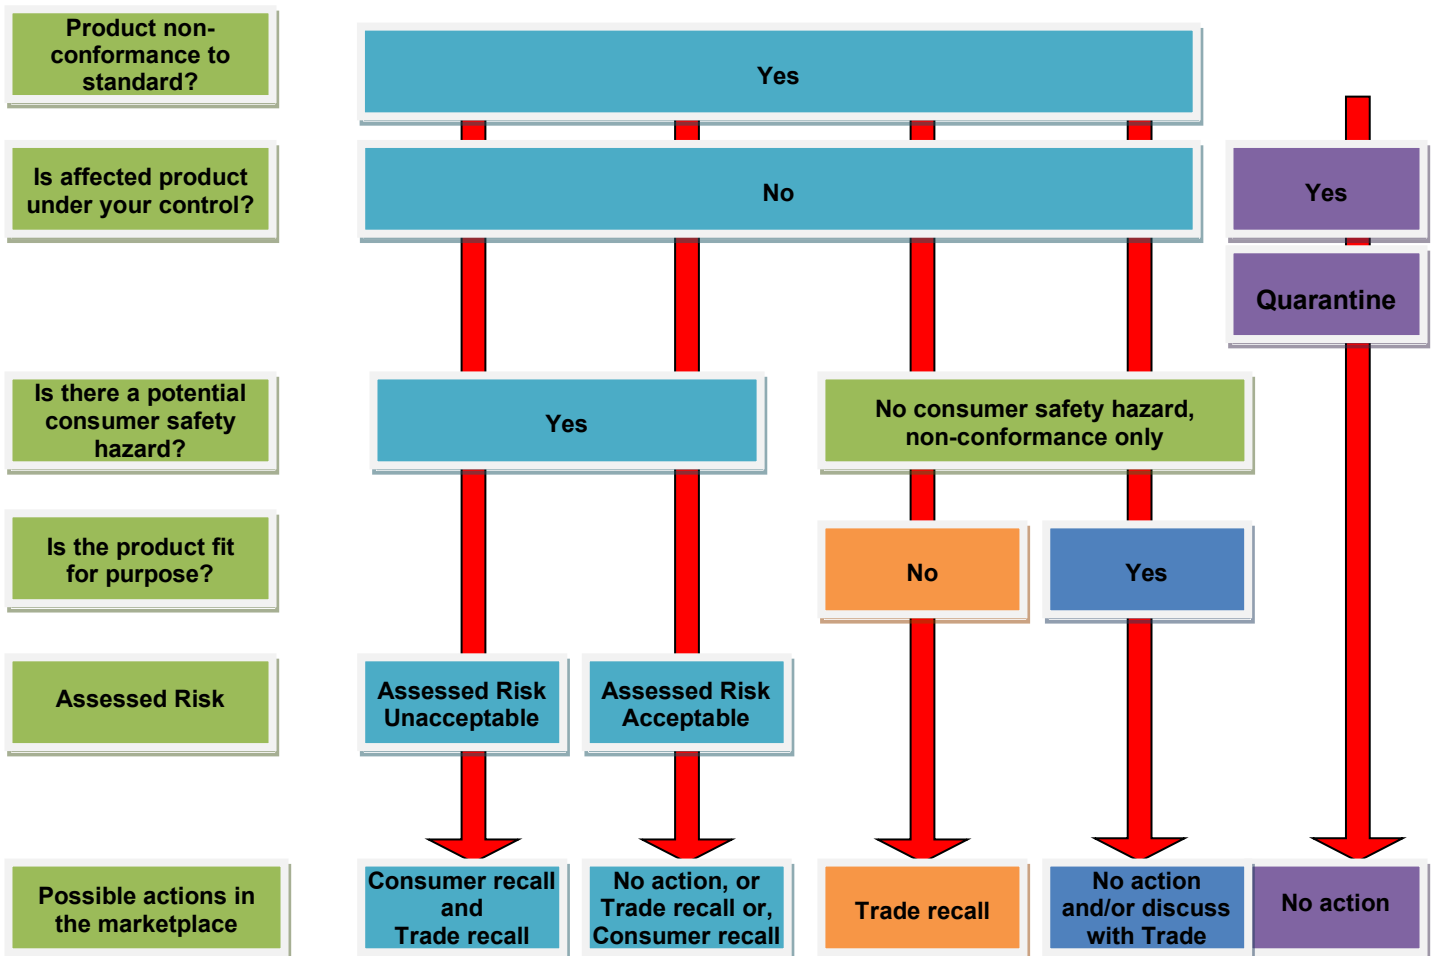 Product non-
conformance to
standard?
Yes
Is affected product
under your control?
No
Yes
Quarantine
Is there a potential
consumer safety
hazard?
Yes
No consumer safety hazard,
non-conformance only
Is the product fit
for purpose?
No
Yes
Assessed Risk
Assessed Risk
Unacceptable
Assessed Risk
Acceptable
Possible actions in
the marketplace
Consumer recall
and
Trade recall
No action, or
Trade recall or,
Consumer recall
Trade recall
No action
and/or discuss
with Trade
No action